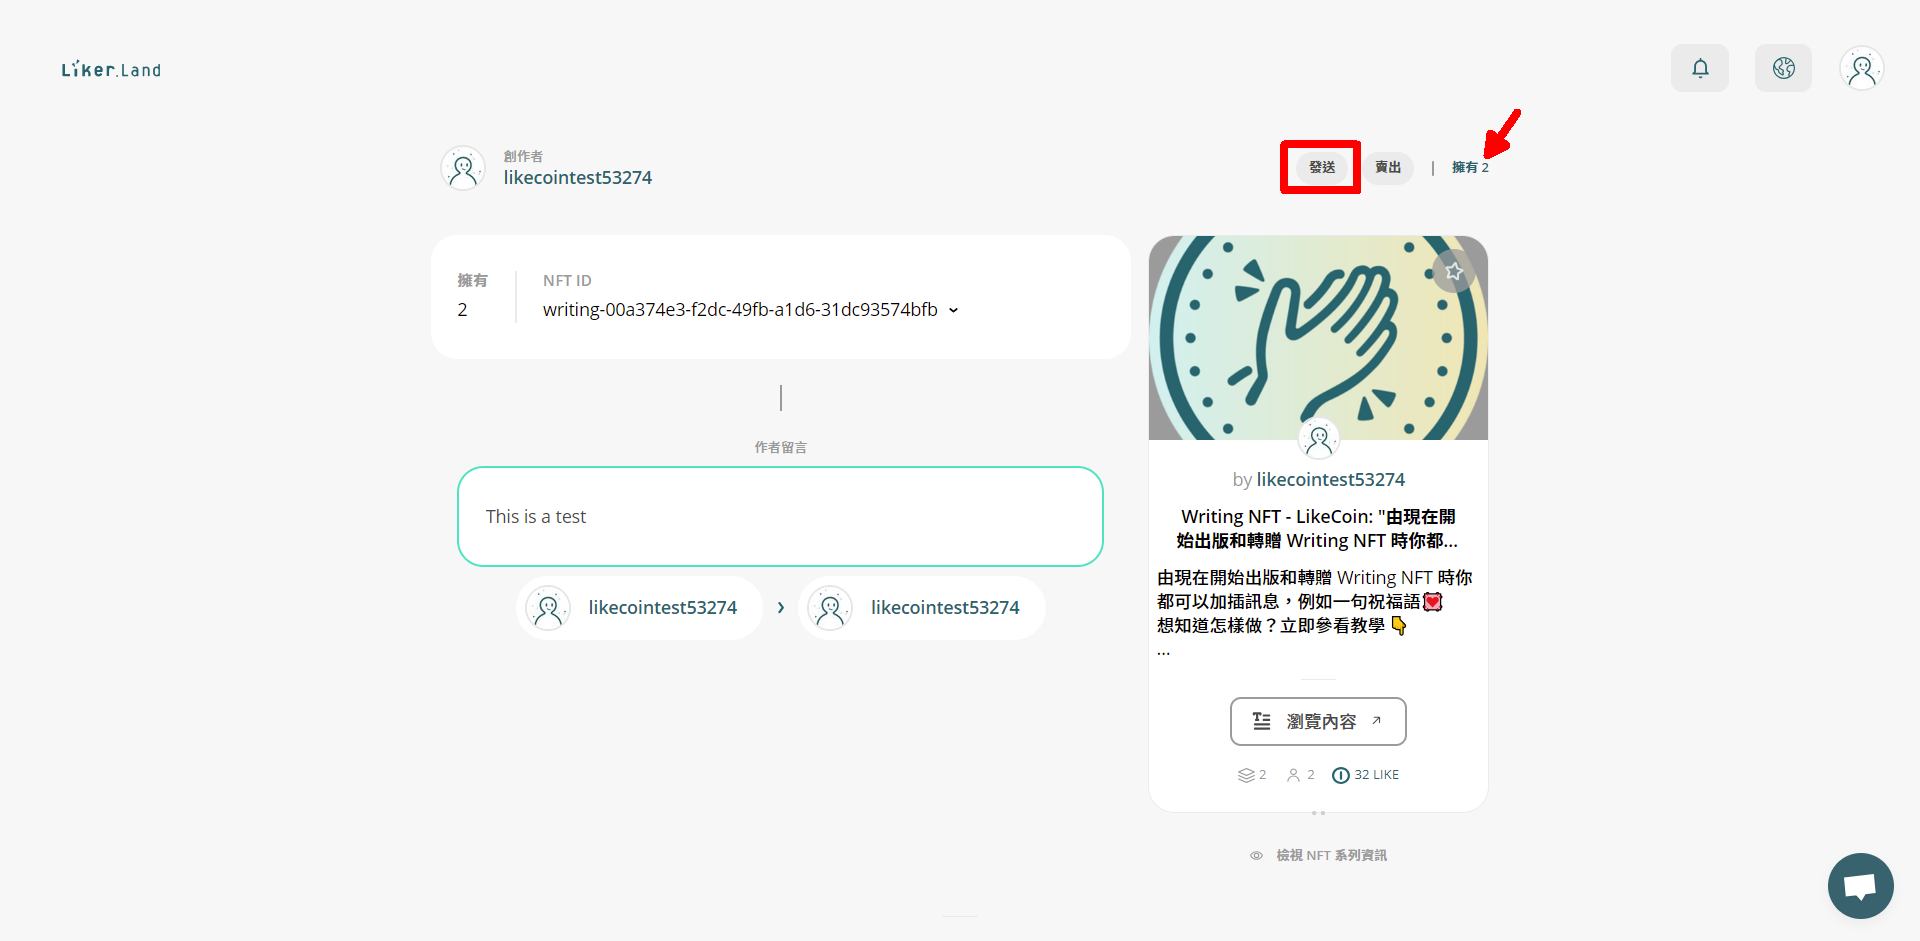 Liker.Land
創作者
likecointest53274
發送 賣出 | 擁有 2
擁有
2
NFT ID
writing-00a374e3-f2dc-49fb-a1d6-31dc93574bfb
作者留言
This is a test
likecointest53274 › likecointest53274
by likecointest53274
Writing NFT - LikeCoin: "由現在開
始出版和轉贈 Writing NFT 時你都...
由現在開始出版和轉贈 Writing NFT 時你
都可以加插訊息，例如一句祝福語💟
想知道怎樣做？立即參看教學 👇
...
瀏覽內容
2 2 32 LIKE
檢視 NFT 系列資訊